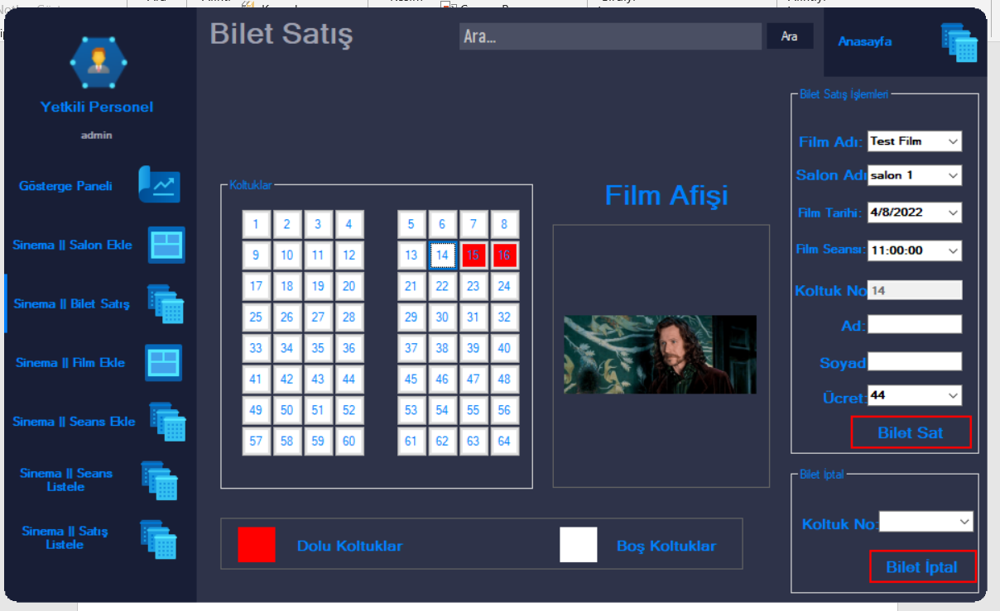 Bilet Satış
Ara...
Ara
Anasayfa
Yetkili Personel
admin
Gösterge Paneli
Sinema || Salon Ekle
Sinema || Bilet Satış
Sinema || Film Ekle
Sinema || Seans Ekle
Sinema || Seans
Listele
Sinema || Satış
Listele
Koltuklar
1 2 3 4 5 6 7 8
9 10 11 12 13 14 15 16
17 18 19 20 21 22 23 24
25 26 27 28 29 30 31 32
33 34 35 36 37 38 39 40
41 42 43 44 45 46 47 48
49 50 51 52 53 54 55 56
57 58 59 60 61 62 63 64
Dolu Koltuklar
Boş Koltuklar
Film Afişi
Bilet Satış İşlemleri
Film Adı: Test Film
Salon Adı salon 1
Film Tarihi: 4/8/2022
Film Seansı: 11:00:00
Koltuk No 14
Ad:
Soyad
Ücret: 44
Bilet Sat
Bilet İptal
Koltuk No:
Bilet İptal